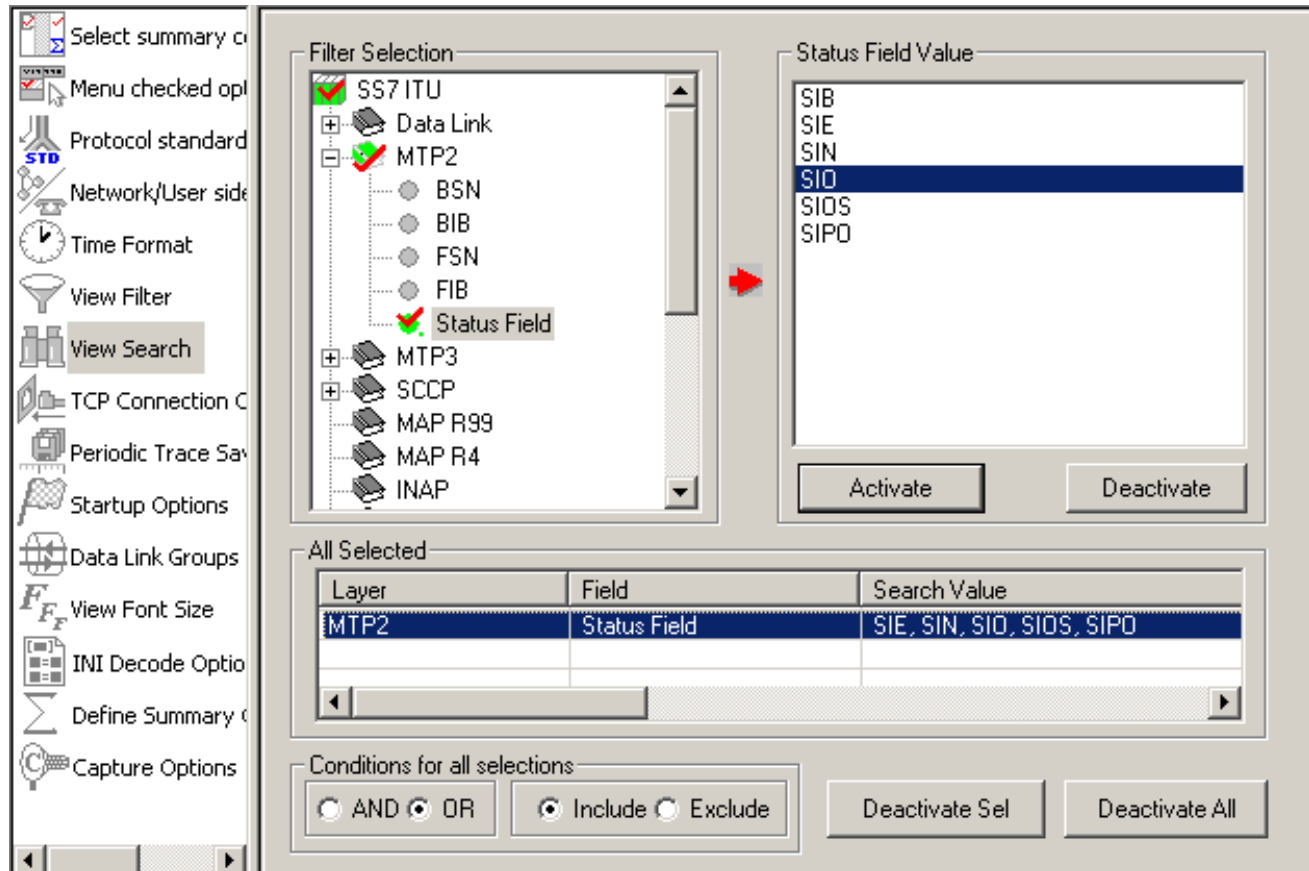 Select summary c
Menu checked opt
Protocol standard
STD
Network/User side
Time Format
View Filter
View Search
TCP Connection C
Periodic Trace Sav
Startup Options
Data Link Groups
View Font Size
INI Decode Optio
Define Summary
Capture Options
Filter Selection
SS7 ITU
Data Link
MTP2
BSN
BIB
FSN
FIB
Status Field
MTP3
SCCP
MAP R99
MAP R4
INAP
Status Field Value
SIB
SIE
SIN
SIO
SIOS
SIPO
Activate Deactivate
All Selected
Layer Field Search Value
MTP2 Status Field SIE, SIN, SIO, SIOS, SIPO
Conditions for all selections
AND OR Include Exclude Deactivate Sel Deactivate All